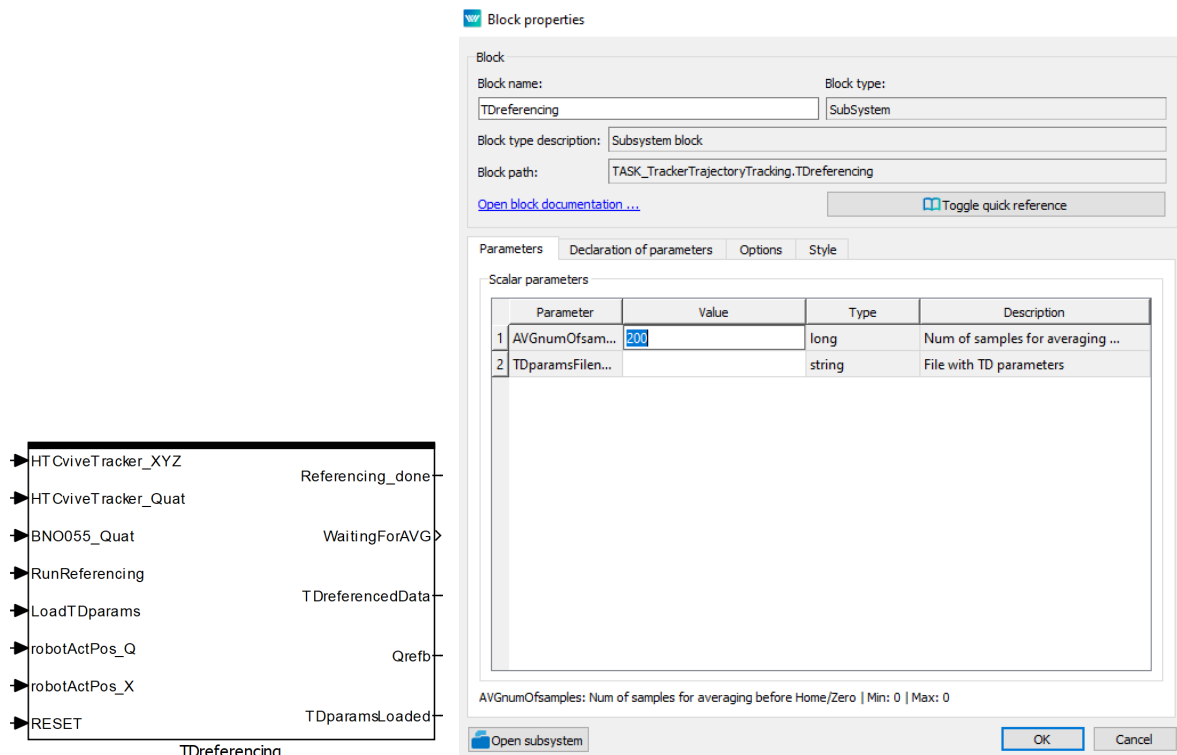 Block properties
Block
Block name:
Block type:
TDreferencing
SubSystem
Block type description: Subsystem block
Block path: TASK_TrackerTrajectoryTracking.TDreferencing
Open block documentation ...
Toggle quick reference
Parameters Declaration of parameters Options Style
Scalar parameters
Parameter Value Type Description
1 AVGnumOfsam... 200 long Num of samples for averaging ...
2 TDparamsFilen... string File with TD parameters
AVGnumOfsamples: Num of samples for averaging before Home/Zero | Min: 0 | Max: 0
Open subsystem
OK
Cancel
HTCviveTracker_XYZ
HTCviveTracker_Quat
BNO055_Quat
RunReferencing
LoadTDparams
robotActPos_Q
robotActPos_X
RESET
Referencing_done
WaitingForAVG
TDreferencedData
Qrefb
TDparamsLoaded
TDreferencing